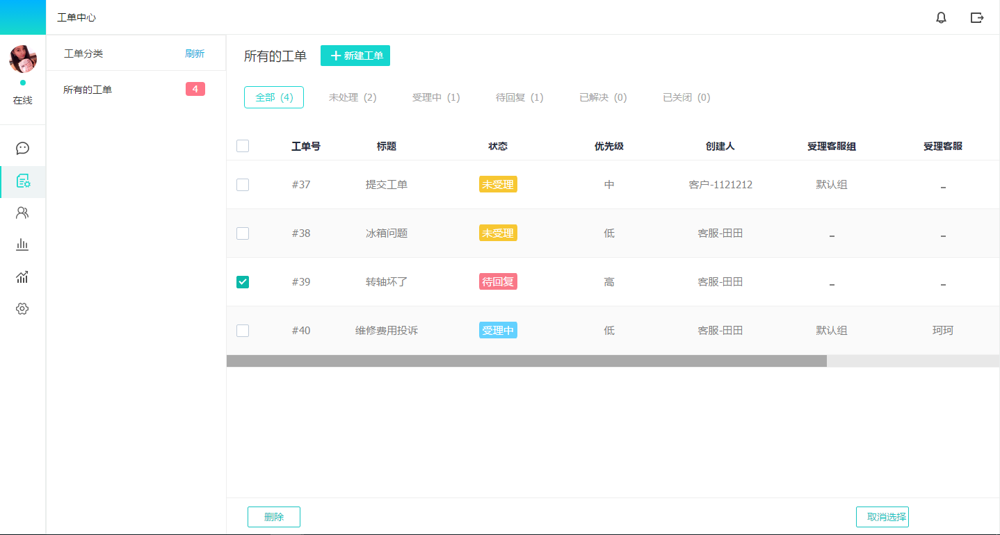 工单中心
在线
工单分类 刷新
所有的工单 4
所有的工单 新建工单
全部 (4) 未处理 (2) 受理中 (1) 待回复 (1) 已解决 (0) 已关闭 (0)
工单号 标题 状态 优先级 创建人 受理客服组 受理客服
#37 提交工单 未受理 中 客户-1121212 默认组 -
#38 冰箱问题 未受理 低 客服-田田 - -
#39 转轴坏了 待回复 高 客服-田田 - -
#40 维修费用投诉 受理中 低 客服-田田 默认组 珂珂
删除 取消选择